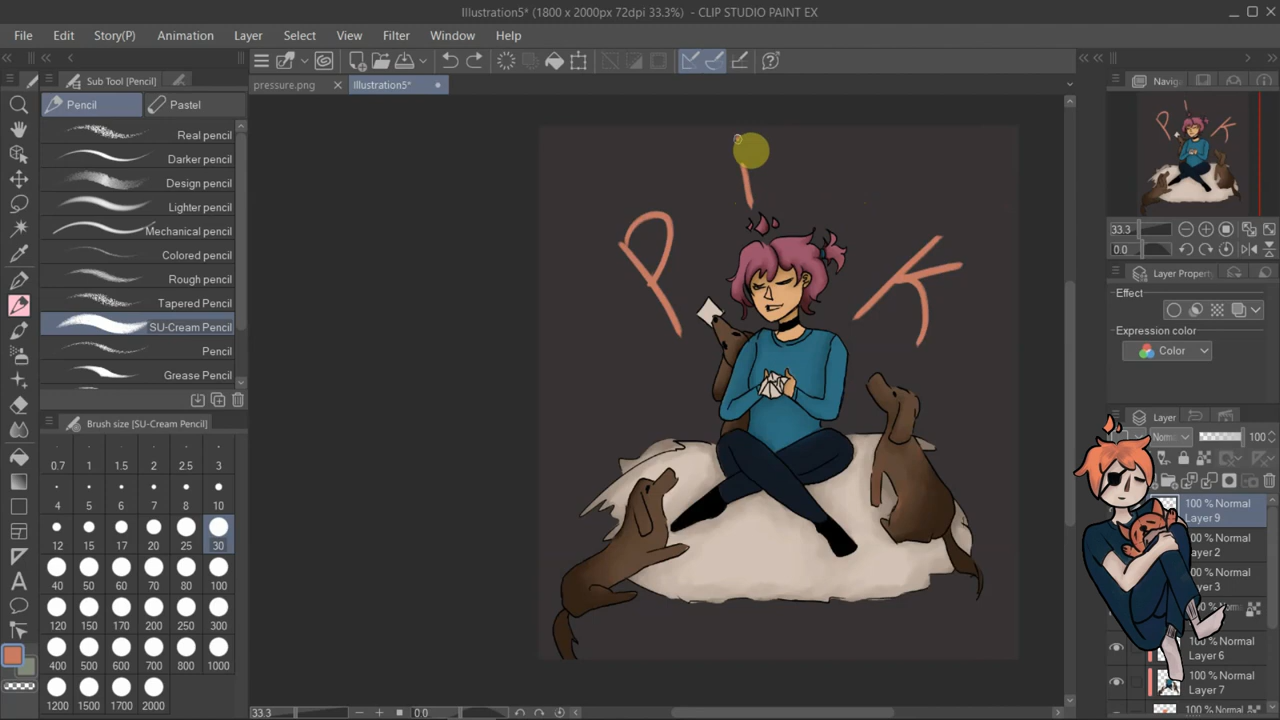 Illustration5* (1800 x 2000px 72dpi 33.3%) - CLIP STUDIO PAINT EX
File Edit Story(P) Animation Layer Select View Filter Window Help
Sub Tool [Pencil]
pressure.png Illustration5*
Naviga
Pencil Pastel
Real pencil
Darker pencil
Design pencil
Lighter pencil
Mechanical pencil
Colored pencil
Rough pencil
Tapered Pencil
SU-Cream Pencil
Pencil
Grease Pencil
P I K
33.3
0.0
Layer Property
Effect
Expression color
Color
Layer
100
Brush size [SU-Cream Pencil]
0.7 1 1.5 2 2.5 3
4 5 6 7 8 10
12 15 17 20 25 30
40 50 60 70 80 100
120 150 170 200 250 300
400 500 600 700 800 1000
1200 1500 1700 2000
100 % Normal
Layer 9
100 % Normal
Layer 2
100 % Normal
Layer 3
100 % Normal
Layer 6
100 % Normal
Layer 7
100 % Normal
33.3 0.0